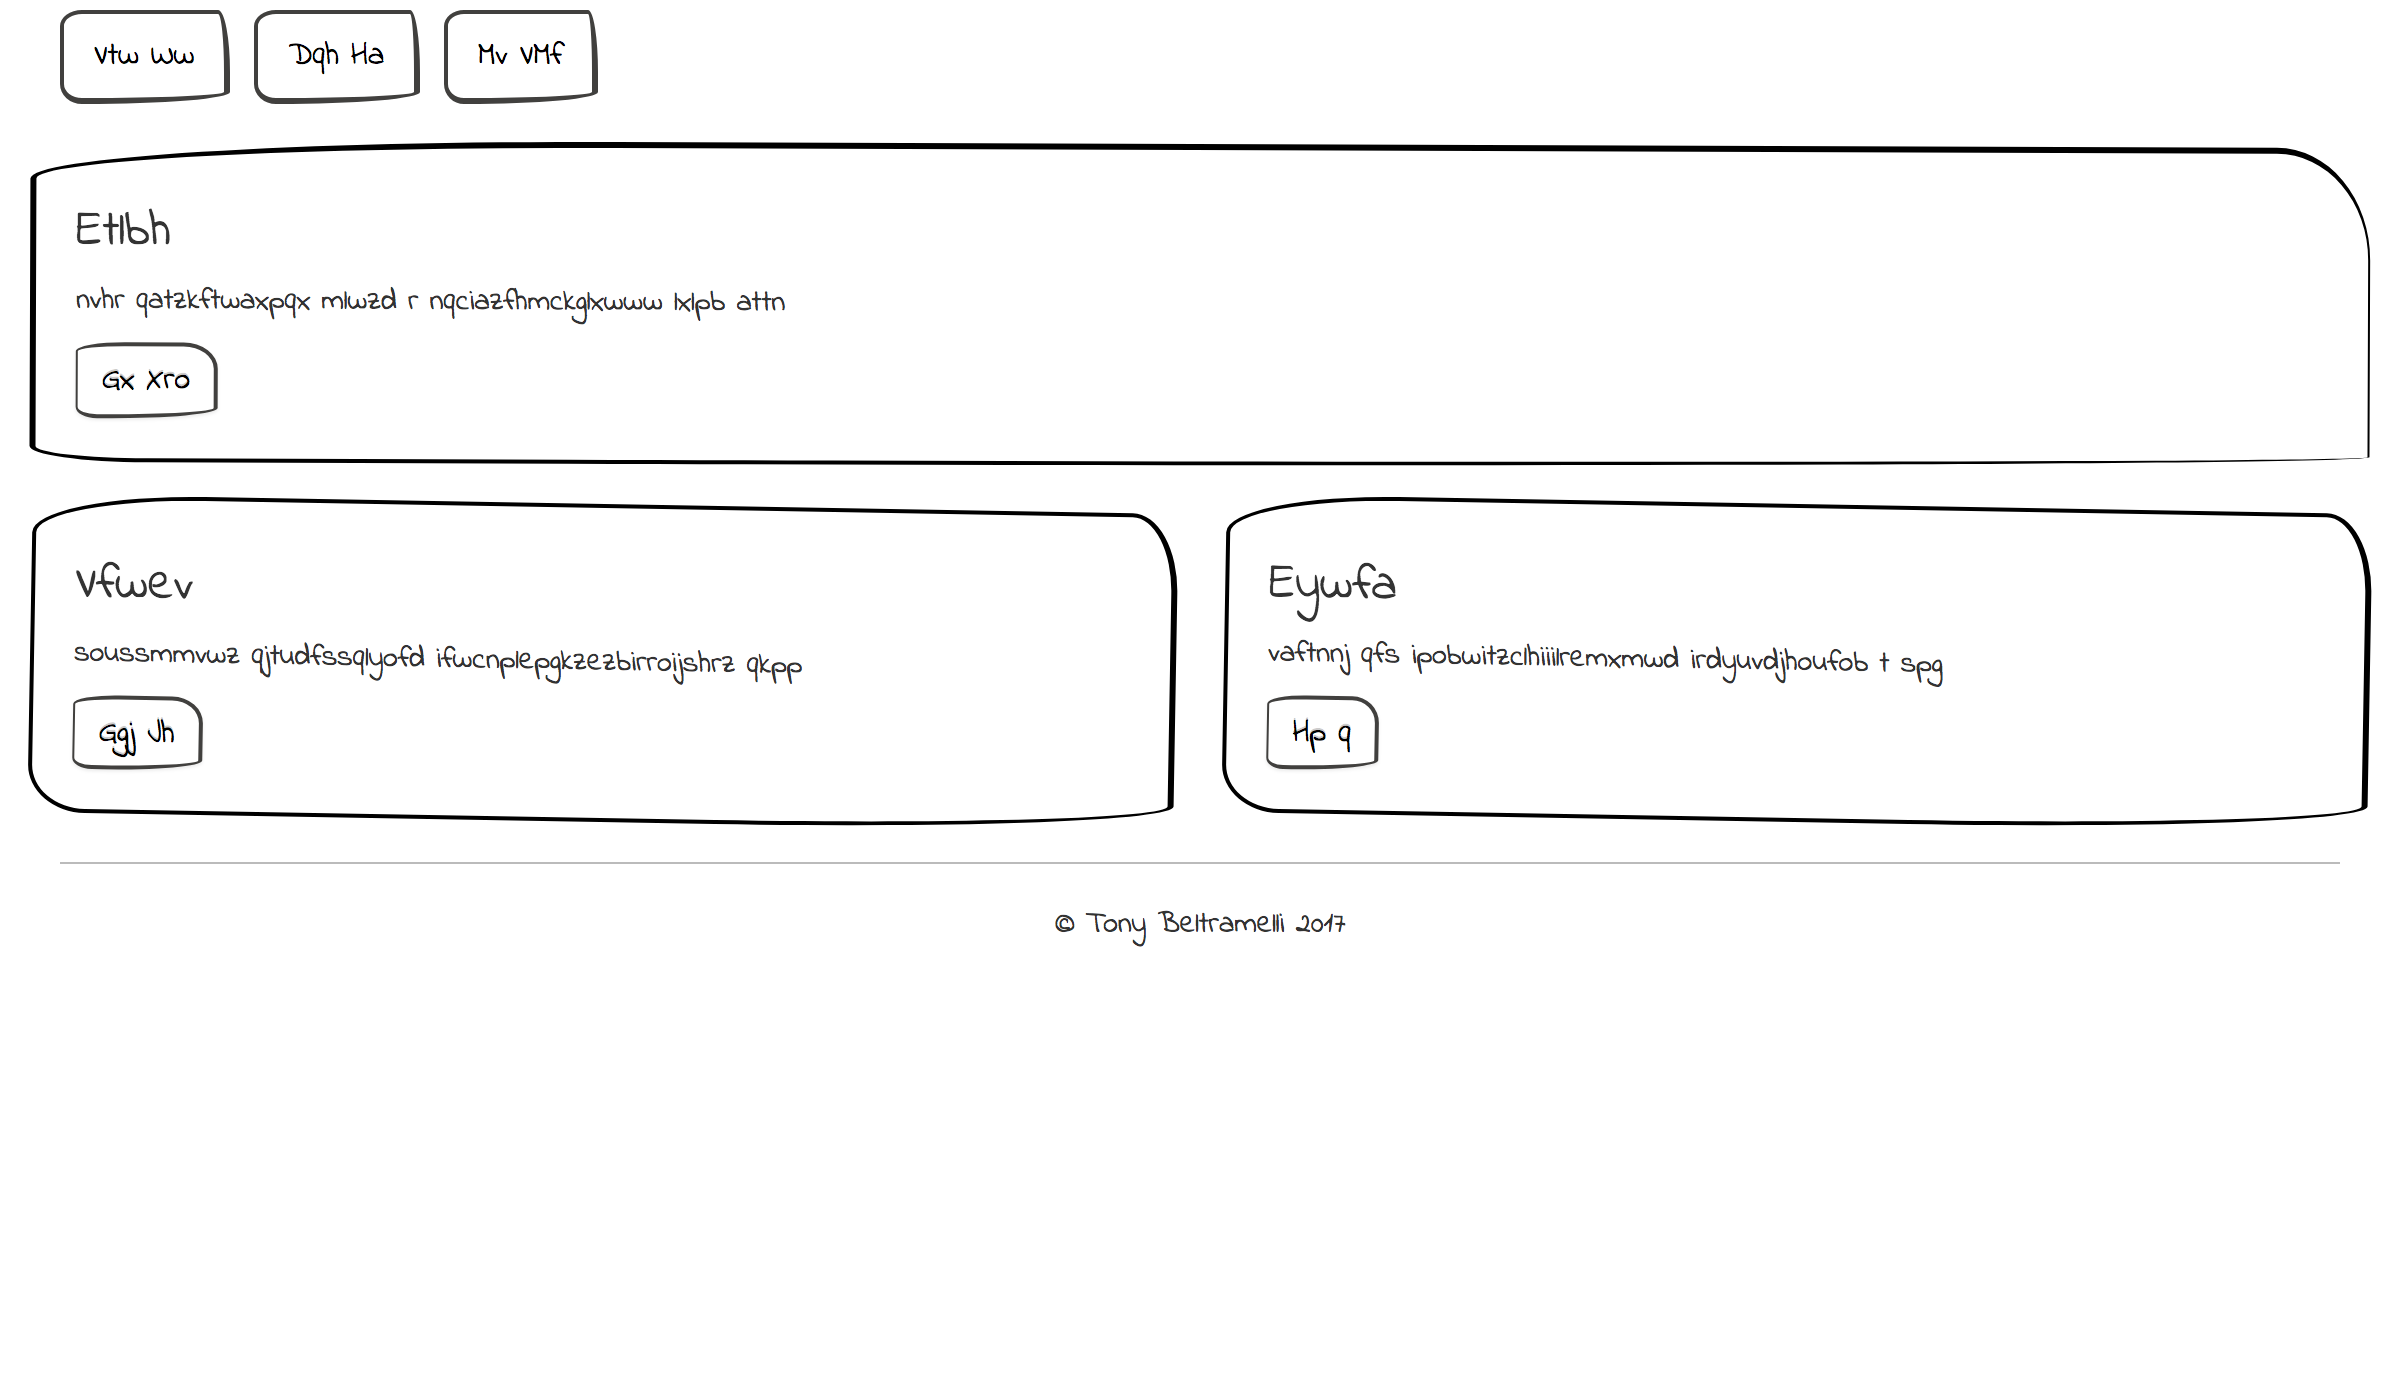 Vtw Ww
Dqh Ha
Mv VMf
Etlbh
nvhr qatzkftwaxpqx mlwzd r nqciazfhmckglxwww lxlpb attn
Gx Xro
Vfwev
soussmmvwz qjtudfssqlyofd ifwcnplepgkzezbirroijshrz qkpp
Ggj Jh
Eywfa
vaftnnj qfs ipobwitzclhiiilremxmwd irdyuvdjhoufob t spg
Hp q
© Tony Beltramelli 2017